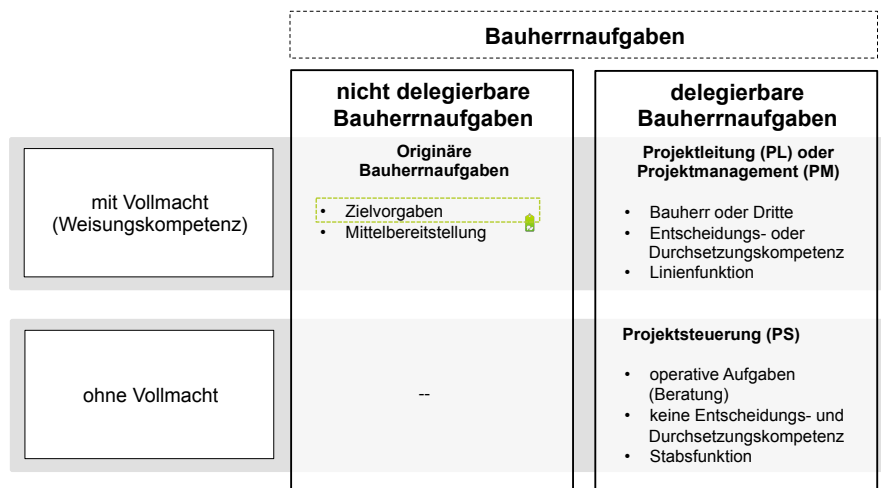 Bauherrnaufgaben
nicht delegierbare
Bauherrnaufgaben
delegierbare
Bauherrnaufgaben
mit Vollmacht
(Weisungskompetenz)
Originäre
Bauherrnaufgaben
• Zielvorgaben
• Mittelbereitstellung
Projektleitung (PL) oder
Projektmanagement (PM)
• Bauherr oder Dritte
• Entscheidungs- oder
Durchsetzungskompetenz
• Linienfunktion
ohne Vollmacht
--
Projektsteuerung (PS)
• operative Aufgaben
(Beratung)
• keine Entscheidungs- und
Durchsetzungskompetenz
• Stabsfunktion